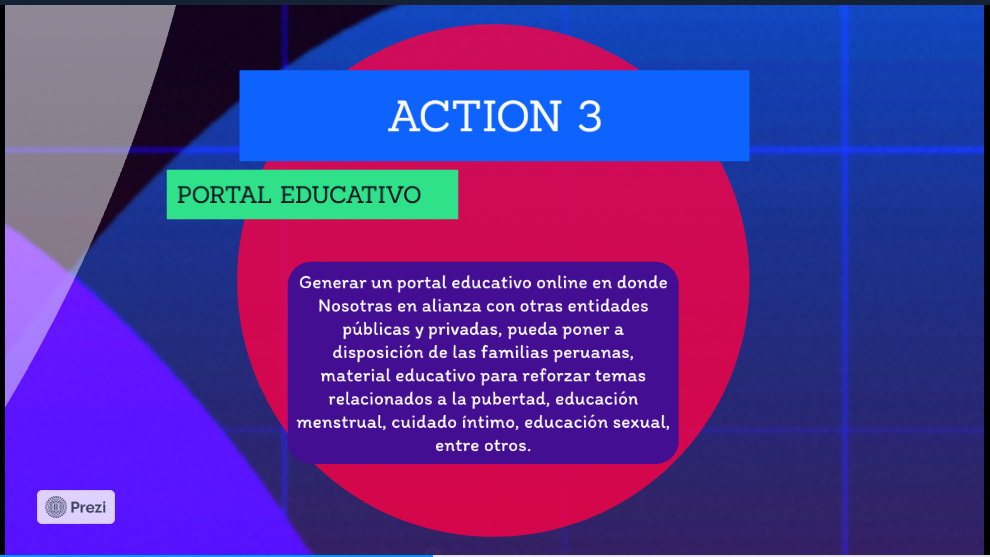 ACTION 3
PORTAL EDUCATIVO
Generar un portal educativo online en donde
Nosotras en alianza con otras entidades
públicas y privadas, pueda poner a
disposición de las familias peruanas,
material educativo para reforzar temas
relacionados a la pubertad, educación
menstrual, cuidado íntimo, educación sexual,
entre otros.
Prezi